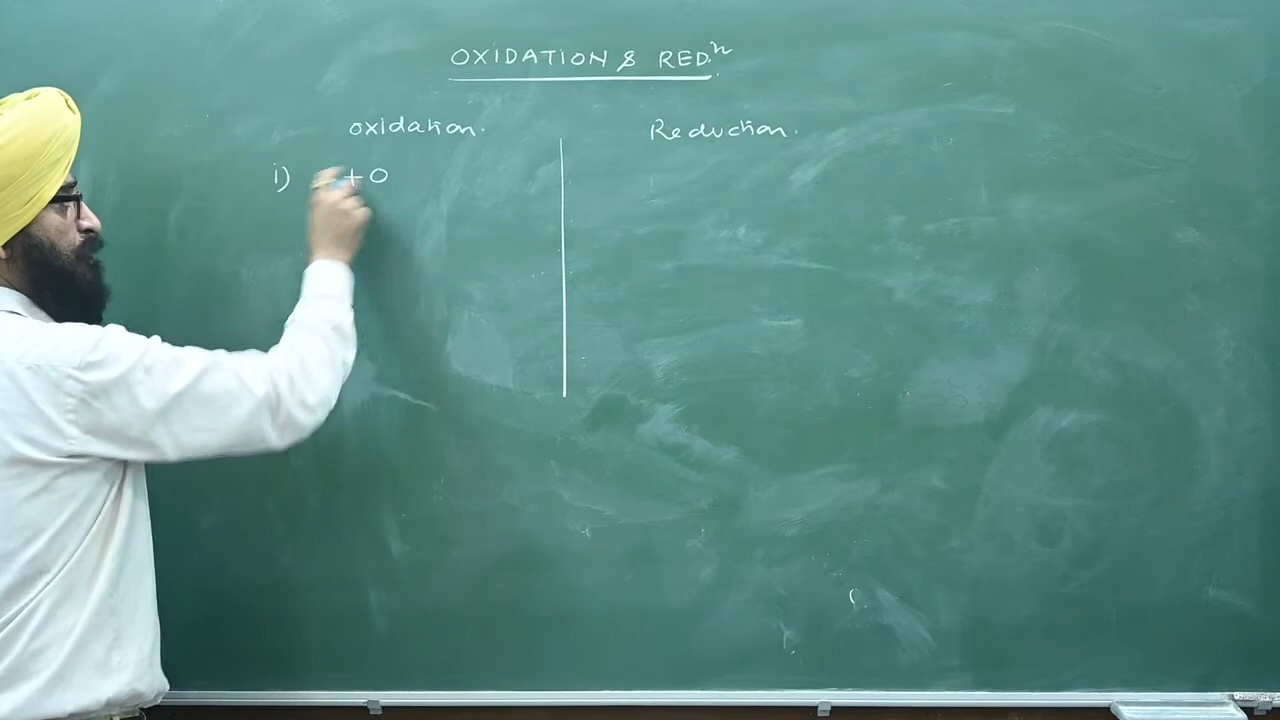 OXIDATION & RED.ⁿ
oxidation.
Reduction.
i) +O